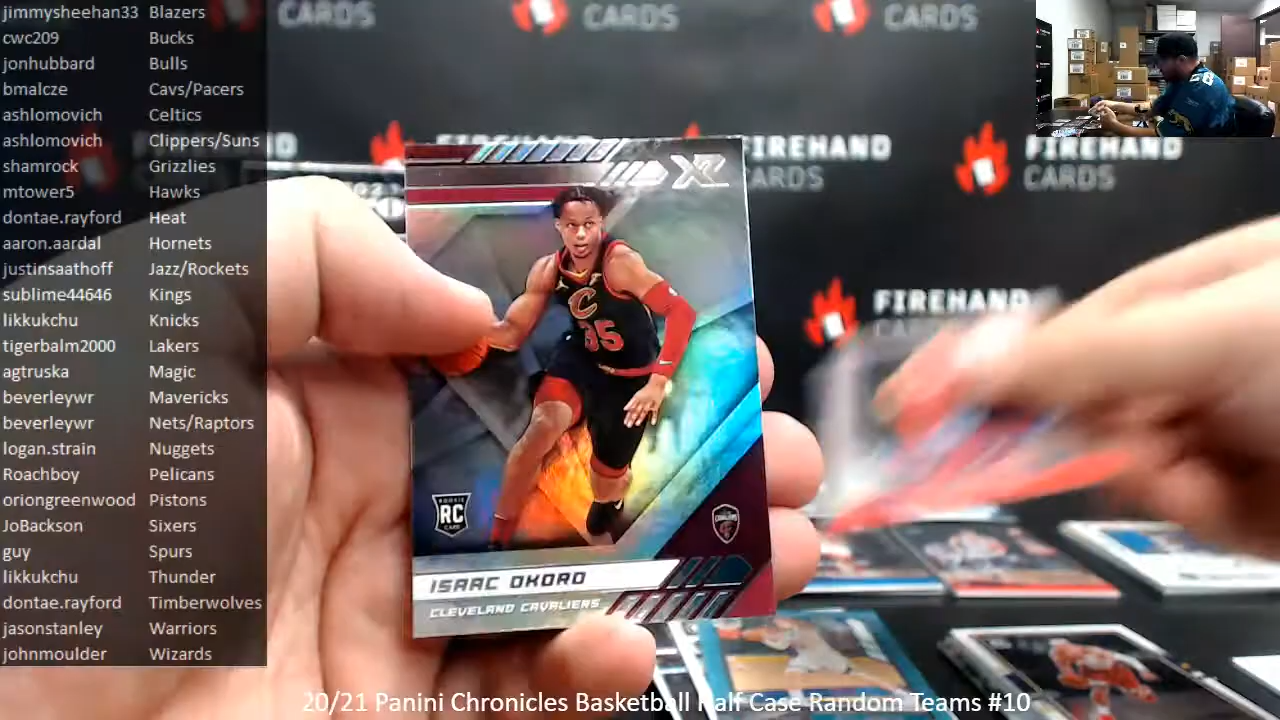 jimmysheehan33 Blazers
cwc209 Bucks
jonhubbard Bulls
bmalcze Cavs/Pacers
ashlomovich Celtics
ashlomovich Clippers/Suns
shamrock Grizzlies
mtower5 Hawks
dontae.rayford Heat
aaron.aardal Hornets
justinsaathoff Jazz/Rockets
sublime44646 Kings
likkukchu Knicks
tigerbalm2000 Lakers
agtruska Magic
beverleywr Mavericks
beverleywr Nets/Raptors
logan.strain Nuggets
Roachboy Pelicans
oriongreenwood Pistons
JoBackson Sixers
guy Spurs
likkukchu Thunder
dontae.rayford Timberwolves
jasonstanley Warriors
johnmoulder Wizards
CARDS
CARDS
CARDS
FIREHAND
CARDS
FIREHAND
CARDS
FIREHAND
XR
C
35
ROOKIE
RC
CARD
CAVALIERS
ISAAC OKORO
CLEVELAND CAVALIERS
20/21 Panini Chronicles Basketball Half Case Random Teams #10